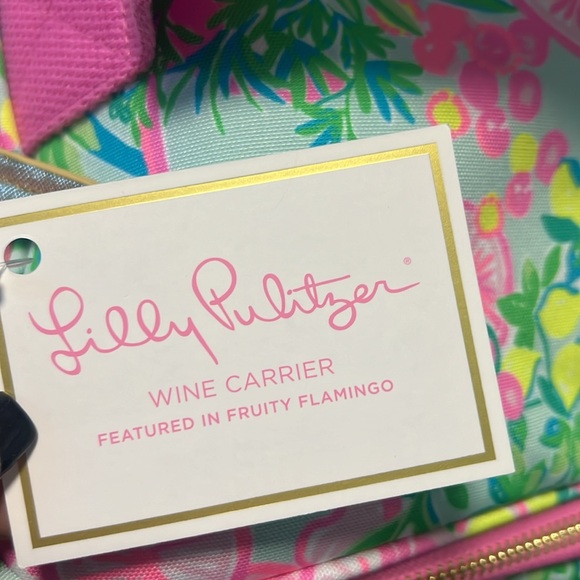 Lilly Pulitzer®
WINE CARRIER
FEATURED IN FRUITY FLAMINGO